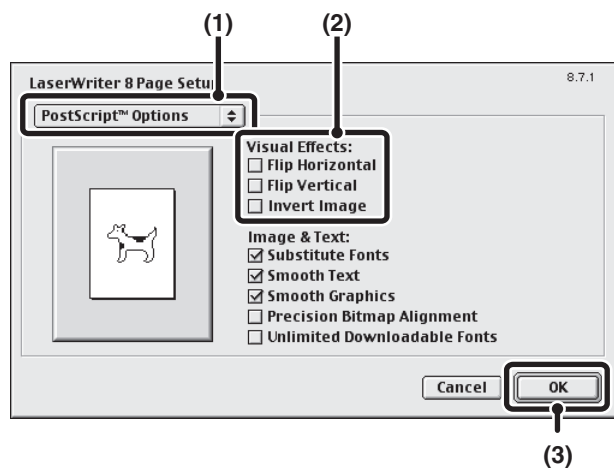 (1) (2)
LaserWriter 8 Page Setu
8.7.1
PostScript™ Options
Visual Effects:
Flip Horizontal
Flip Vertical
Invert Image
Image & Text:
Substitute Fonts
Smooth Text
Smooth Graphics
Precision Bitmap Alignment
Unlimited Downloadable Fonts
Cancel OK
(3)